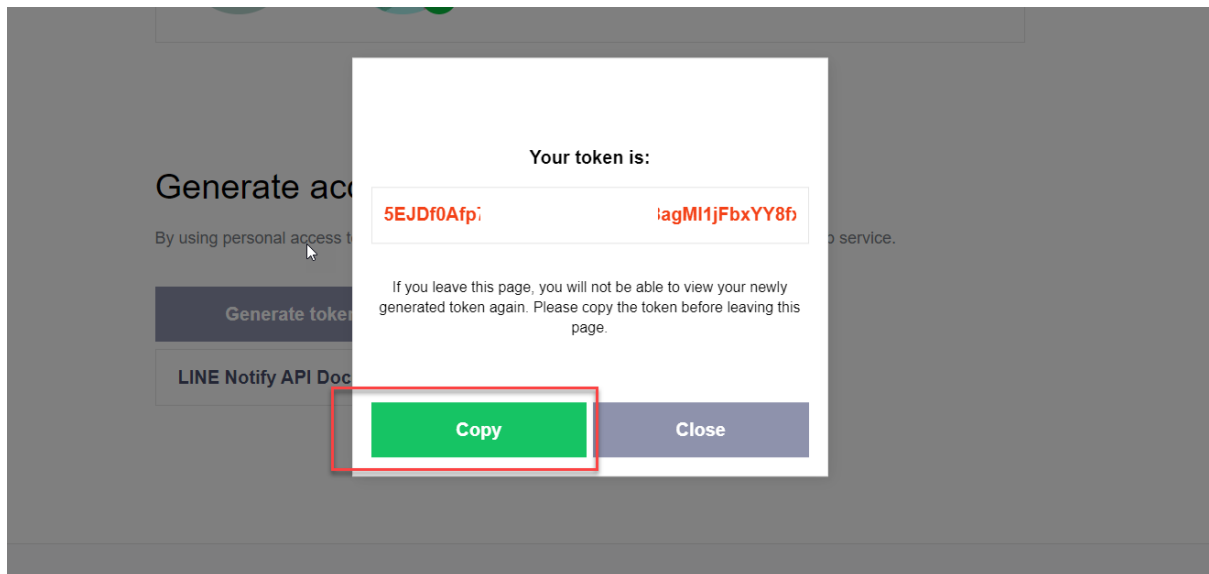 Your token is:
Generate acc
5EJDf0Afp
agMI1jFbxYY8f
By using personal access t
service.
If you leave this page, you will not be able to view your newly
generated token again. Please copy the token before leaving this
page.
Generate token
LINE Notify API Doc
Copy
Close